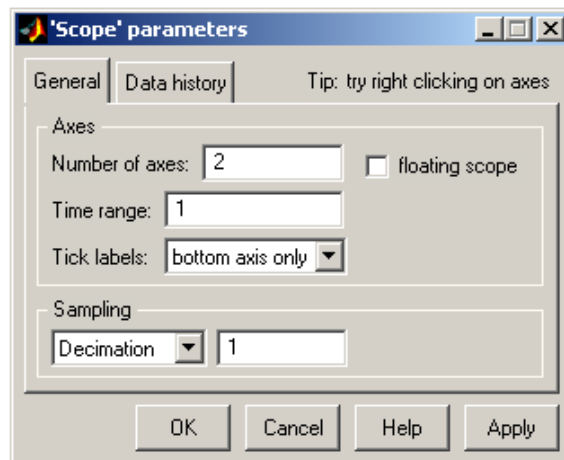 'Scope' parameters
General Data history Tip: try right clicking on axes
Axes
Number of axes: 2 floating scope
Time range: 1
Tick labels: bottom axis only
Sampling
Decimation 1
OK Cancel Help Apply